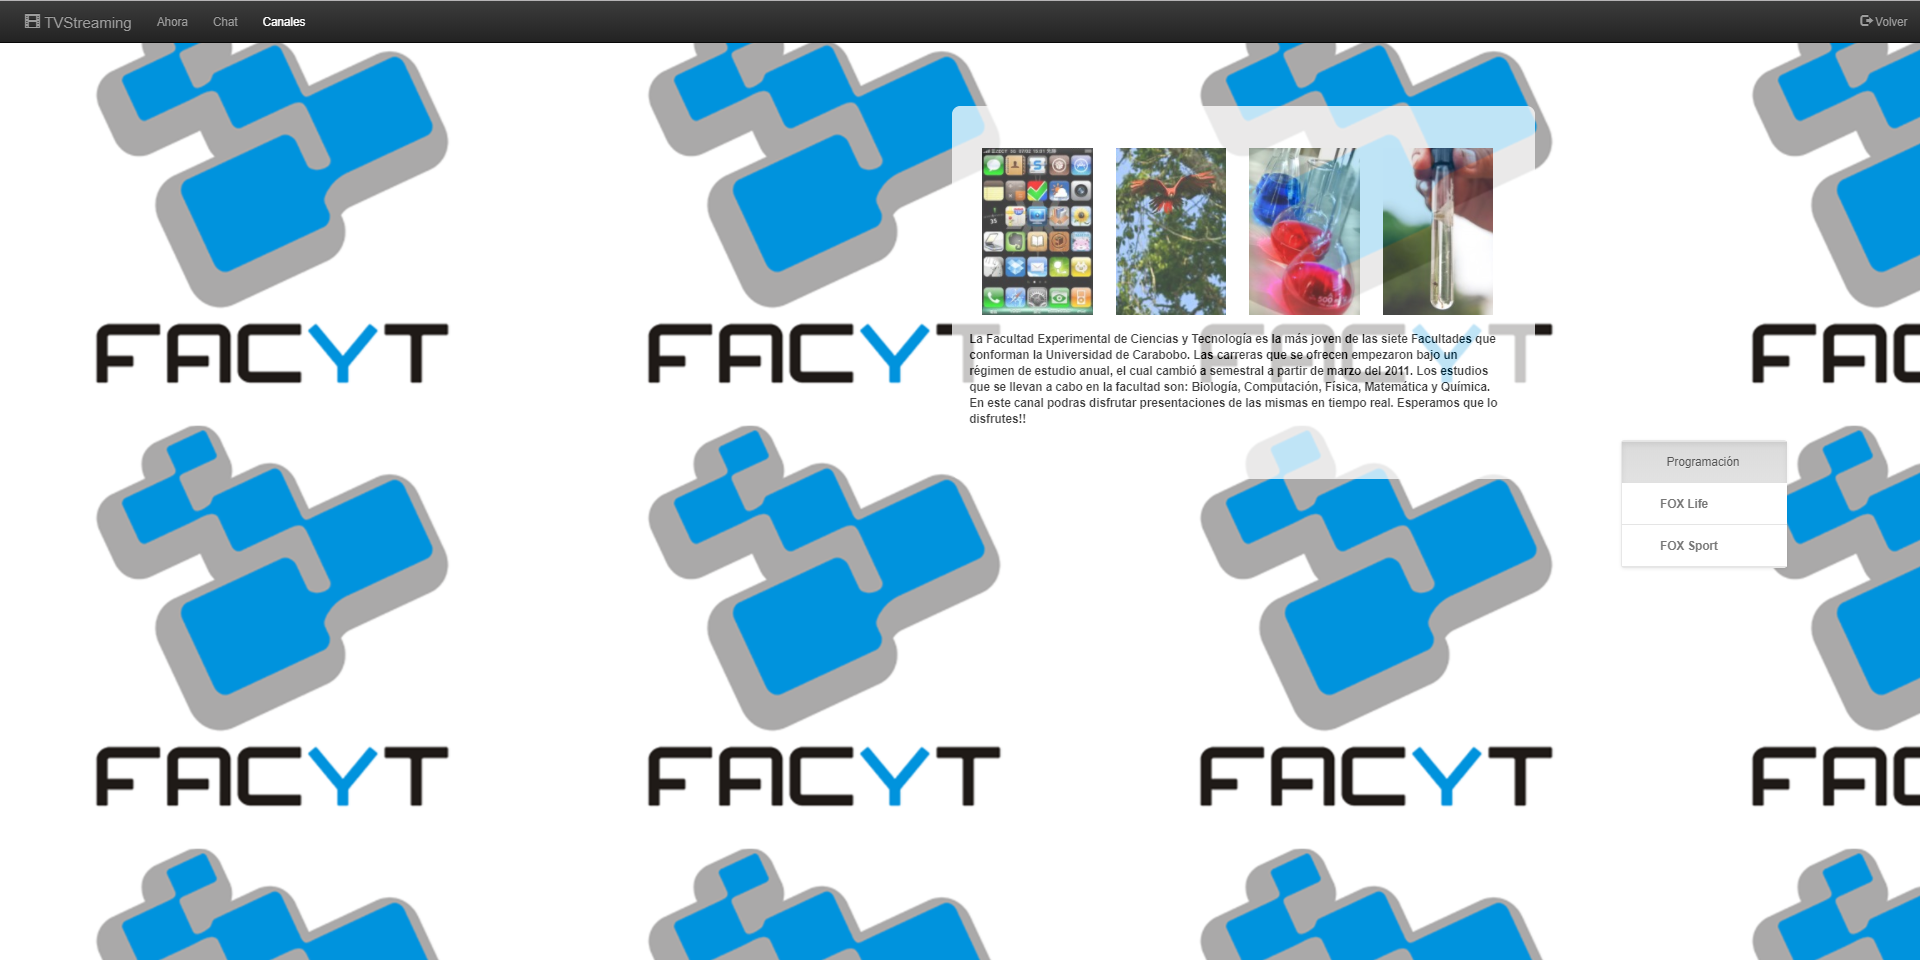 TVStreaming Ahora Chat Canales Volver
FACYT FACYT FACYT FAC
La Facultad Experimental de Ciencias y Tecnología es la más joven de las siete Facultades que
conforman la Universidad de Carabobo. Las carreras que se ofrecen empezaron bajo un
régimen de estudio anual, el cual cambió a semestral a partir de marzo del 2011. Los estudios
que se llevan a cabo en la facultad son: Biología, Computación, Física, Matemática y Química.
En este canal podras disfrutar presentaciones de las mismas en tiempo real. Esperamos que lo
disfrutes!!
Programación
FOX Life
FOX Sport
FACYT FACYT FACYT FAC